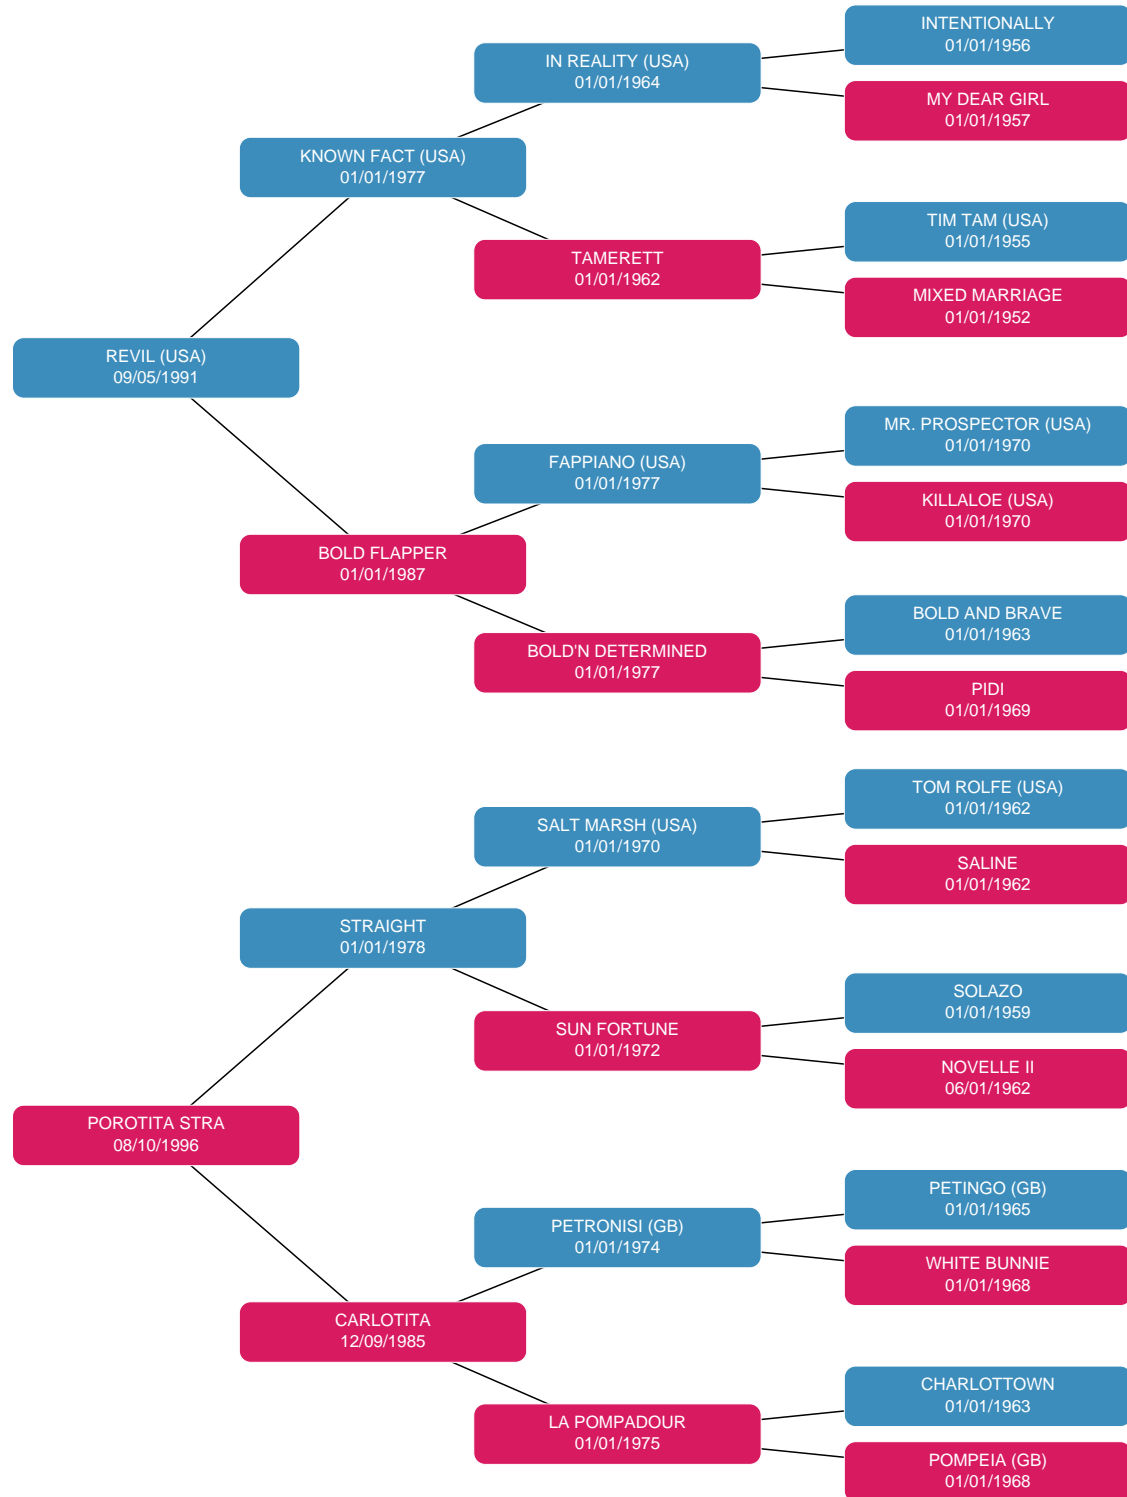 INTENTIONALLY
01/01/1956
IN REALITY (USA)
01/01/1964
MY DEAR GIRL
01/01/1957
KNOWN FACT (USA)
01/01/1977
TIM TAM (USA)
01/01/1955
TAMERETT
01/01/1962
MIXED MARRIAGE
01/01/1952
REVIL (USA)
09/05/1991
MR. PROSPECTOR (USA)
01/01/1970
FAPPIANO (USA)
01/01/1977
KILLALOE (USA)
01/01/1970
BOLD FLAPPER
01/01/1987
BOLD AND BRAVE
01/01/1963
BOLD'N DETERMINED
01/01/1977
PIDI
01/01/1969
TOM ROLFE (USA)
01/01/1962
SALT MARSH (USA)
01/01/1970
SALINE
01/01/1962
STRAIGHT
01/01/1978
SOLAZO
01/01/1959
SUN FORTUNE
01/01/1972
NOVELLE II
06/01/1962
POROTITA STRA
08/10/1996
PETINGO (GB)
01/01/1965
PETRONISI (GB)
01/01/1974
WHITE BUNNIE
01/01/1968
CARLOTITA
12/09/1985
CHARLOTTOWN
01/01/1963
LA POMPADOUR
01/01/1975
POMPEIA (GB)
01/01/1968